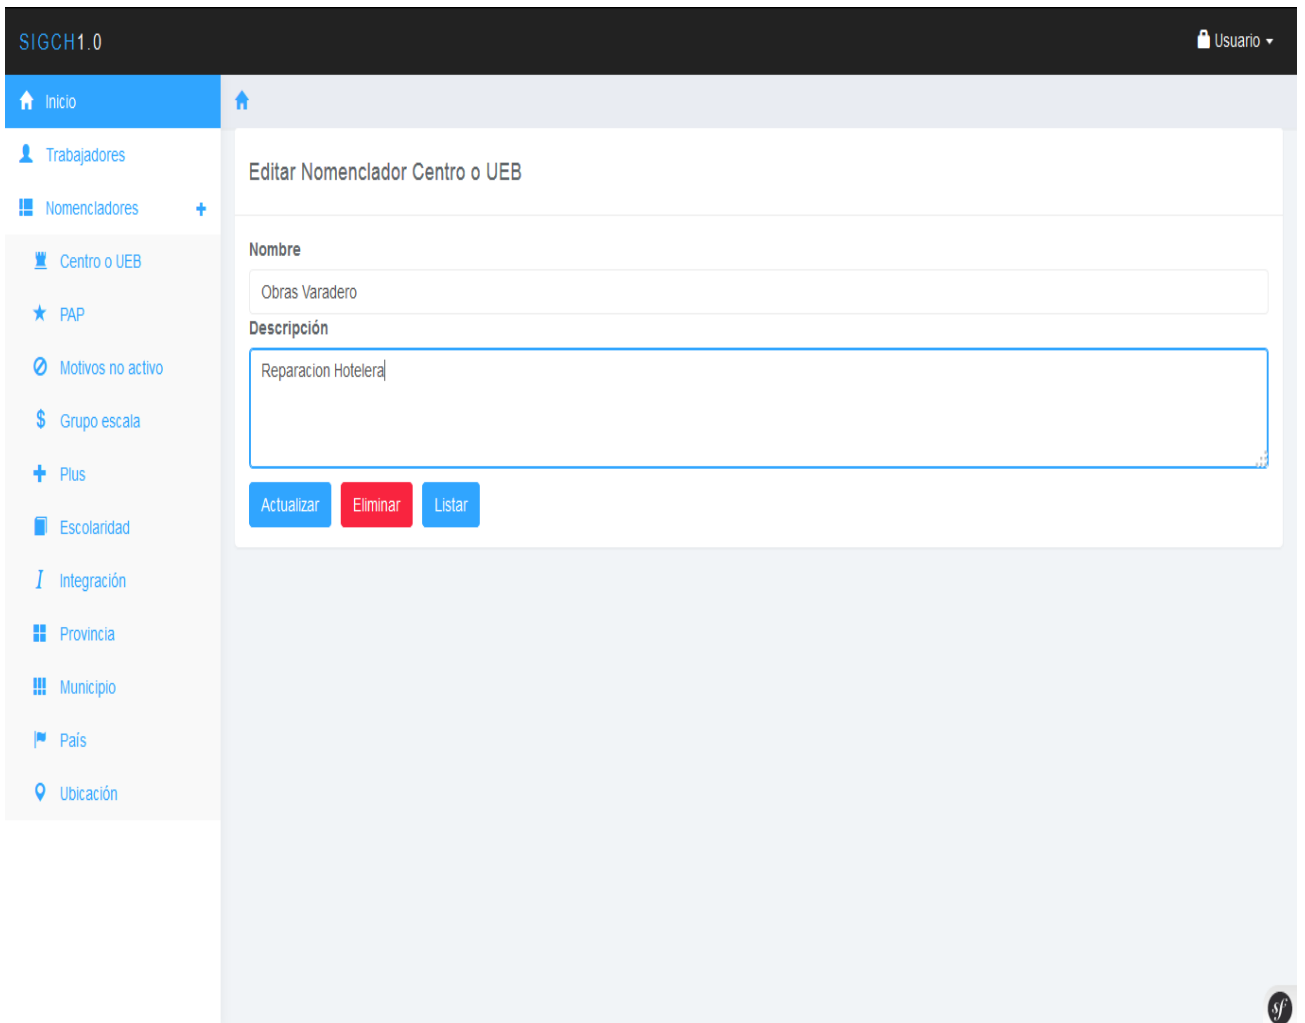 SIGCH1.0
Usuario
Inicio
Trabajadores
Nomencladores
Centro o UEB
PAP
Motivos no activo
Grupo escala
Plus
Escolaridad
Integración
Provincia
Municipio
País
Ubicación
Editar Nomenclador Centro o UEB
Nombre
Obras Varadero
Descripción
Reparacion Hotelera
Actualizar Eliminar Listar
sf